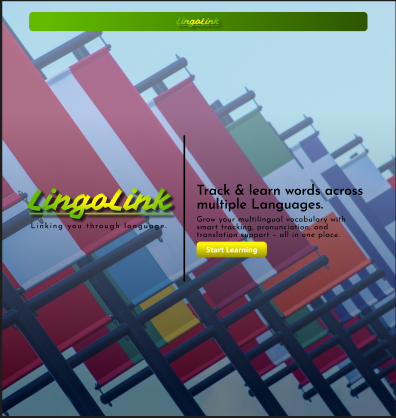 LingoLink
LingoLink
Linking you through language.
Track & learn words across
multiple Languages.
Grow your multilingual vocabulary with
smart tracking, pronunciation, and
translation support - all in one place.
Start Learning